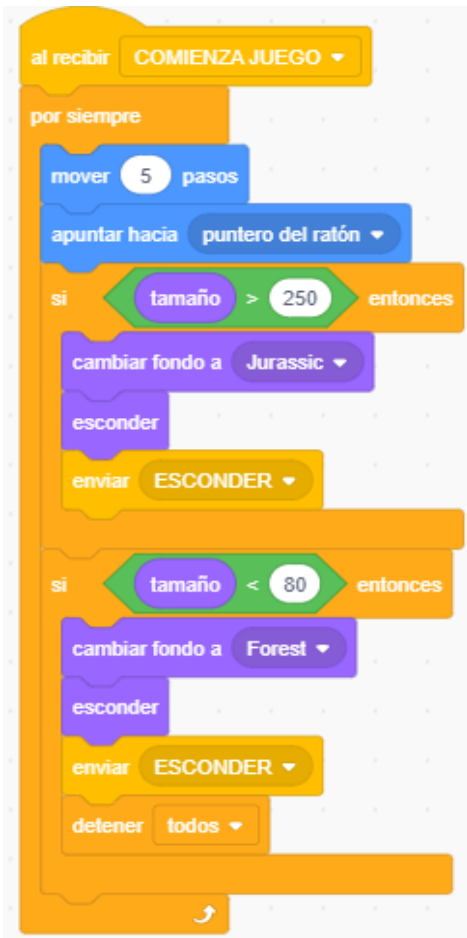 al recibir COMIENZA JUEGO
por siempre
mover 5 pasos
apuntar hacia puntero del ratón
si tamaño > 250 entonces
cambiar fondo a Jurassic
esconder
enviar ESCONDER
si tamaño < 80 entonces
cambiar fondo a Forest
esconder
enviar ESCONDER
detener todos